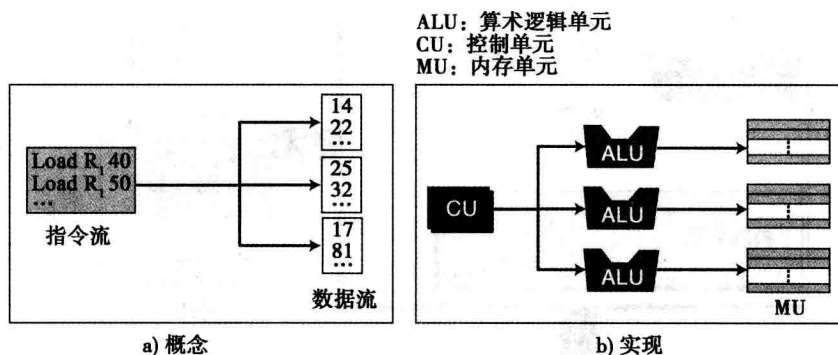 ALU：算术逻辑单元
CU：控制单元
MU：内存单元
Load R₁ 40
Load R₁ 50
...
指令流
14
22
...
25
32
...
17
81
...
数据流
a) 概念
CU
ALU
ALU
ALU
MU
b) 实现